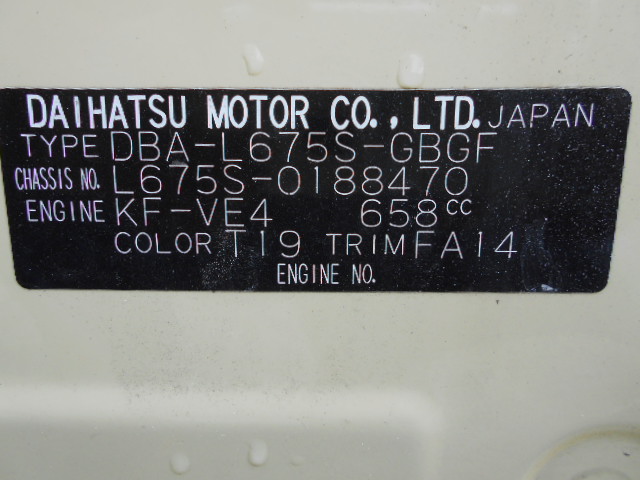 DAIHATSU MOTOR CO., LTD. JAPAN
TYPE DBA-L675S-GBGF
CHASSIS NO. L675S-0188470
ENGINE KF-VE4 658cc
COLOR T19 TRIM FA14
ENGINE NO.